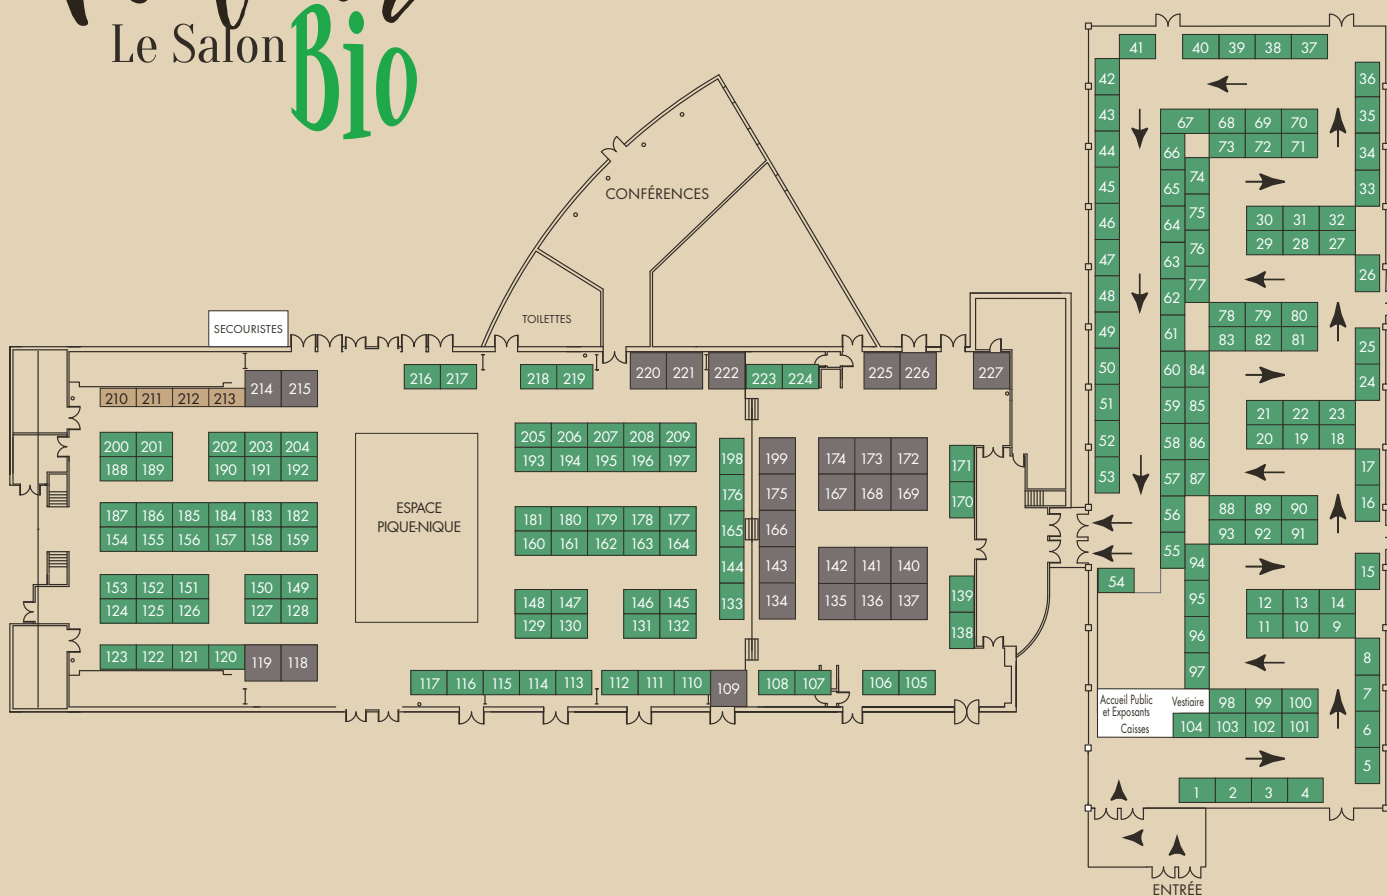 Le Salon
Bio
41 40 39 38 37
42 36
43 67 68 69 70 35
44 66 73 72 71 34
45 65 74 33
46 64 75 30 31 32
47 63 76 29 28 27
48 62 77 26
49 61 78 79 80 25
83 82 81
50 60 84 24
51 59 85 21 22 23
52 58 86 20 19 18
53 57 87 17
56 88 89 90 16
55 93 92 91
54 94 15
95 12 13 14
96 11 10 9
97 8
Accueil Public
et Exposants
Caisses
Vestiaire
98 99 100 7
104 103 102 101 6
5
1 2 3 4
ENTRÉE
CONFÉRENCES
TOILETTES
SECOURISTES
214 215 216 217 218 219 220 221 222 223 224 225 226 227
210 211 212 213
200 201 202 203 204
188 189 190 191 192
187 186 185 184 183 182
154 155 156 157 158 159
153 152 151 150 149
124 125 126 127 128
123 122 121 120 119 118
ESPACE
PIQUE-NIQUE
205 206 207 208 209
193 194 195 196 197
181 180 179 178 177
160 161 162 163 164
148 147 146 145
129 130 131 132
198
176
165
144
133
199
175
166
143
134
174 173 172
167 168 169
142 141 140
135 136 137
171
170
139
138
117 116 115 114 113 112 111 110 109 108 107 106 105